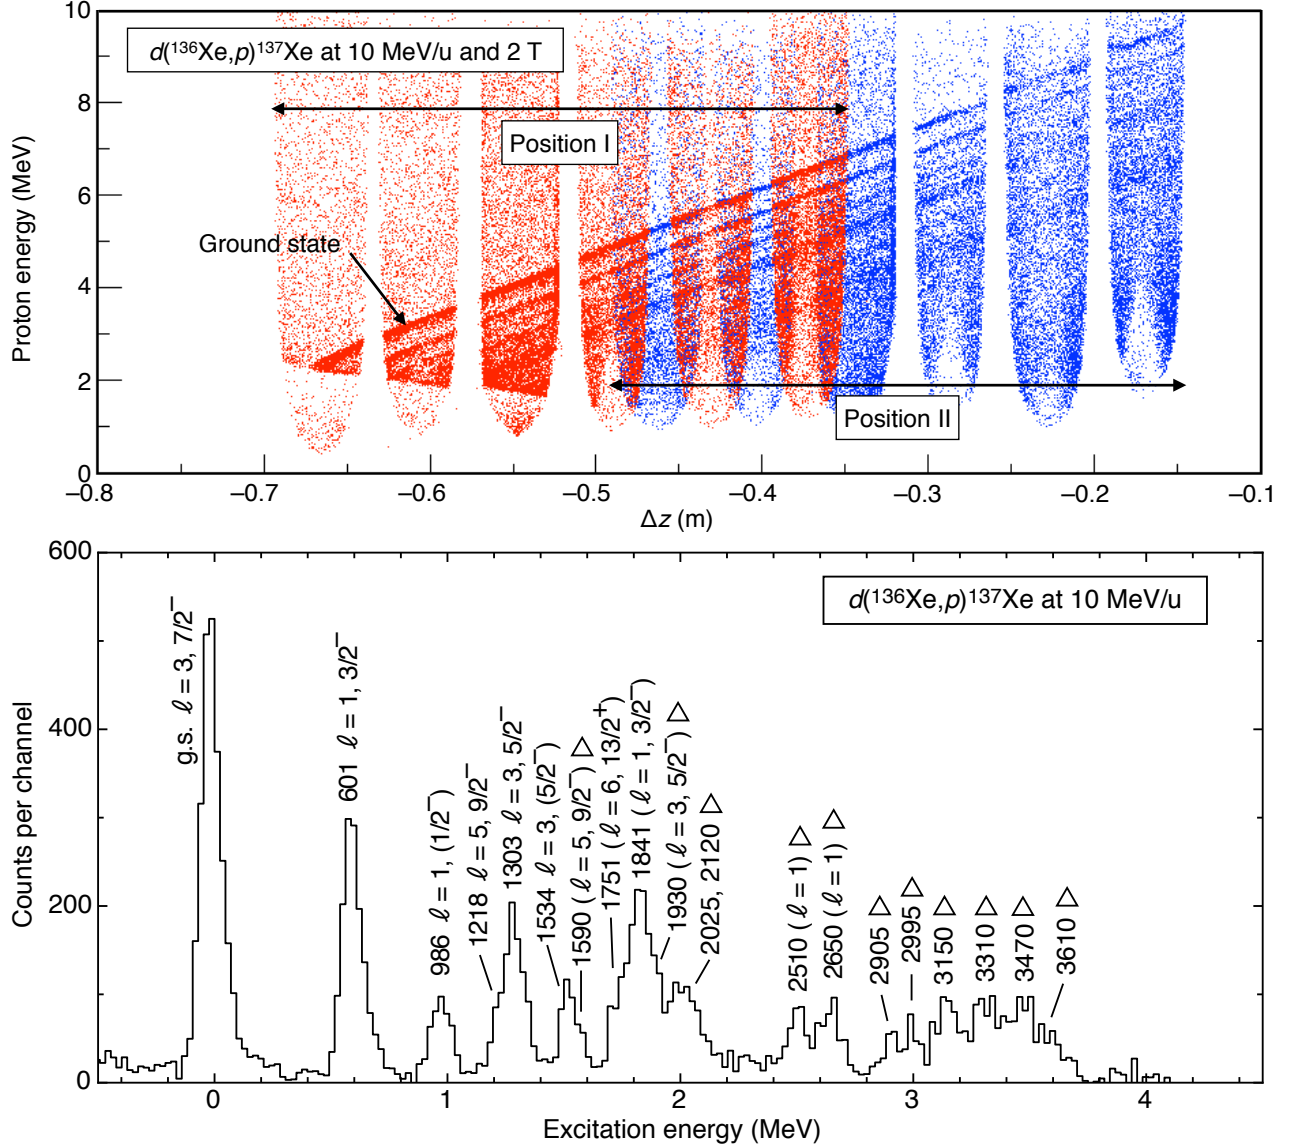 10
8
6
4
2
0
Proton energy (MeV)
d(¹³⁶Xe,p)¹³⁷Xe at 10 MeV/u and 2 T
Position I
Ground state
Position II
–0.8 –0.7 –0.6 –0.5 –0.4 –0.3 –0.2 –0.1
Δz (m)
600
400
200
0
Counts per channel
d(¹³⁶Xe,p)¹³⁷Xe at 10 MeV/u
g.s. ℓ = 3, 7/2⁻
601 ℓ = 1, 3/2⁻
986 ℓ = 1, (1/2⁻)
1218 ℓ = 5, 9/2⁻
1303 ℓ = 3, 5/2⁻
1534 ℓ = 3, (5/2⁻)
1590 (ℓ = 5, 9/2⁻) △
1751 (ℓ = 6, 13/2⁺)
1841 (ℓ = 1, 3/2⁻)
1930 (ℓ = 3, 5/2⁻) △
2025, 2120 △
2510 (ℓ = 1) △
2650 (ℓ = 1) △
2905 △
2995 △
3150 △
3310 △
3470 △
3610 △
0 1 2 3 4
Excitation energy (MeV)